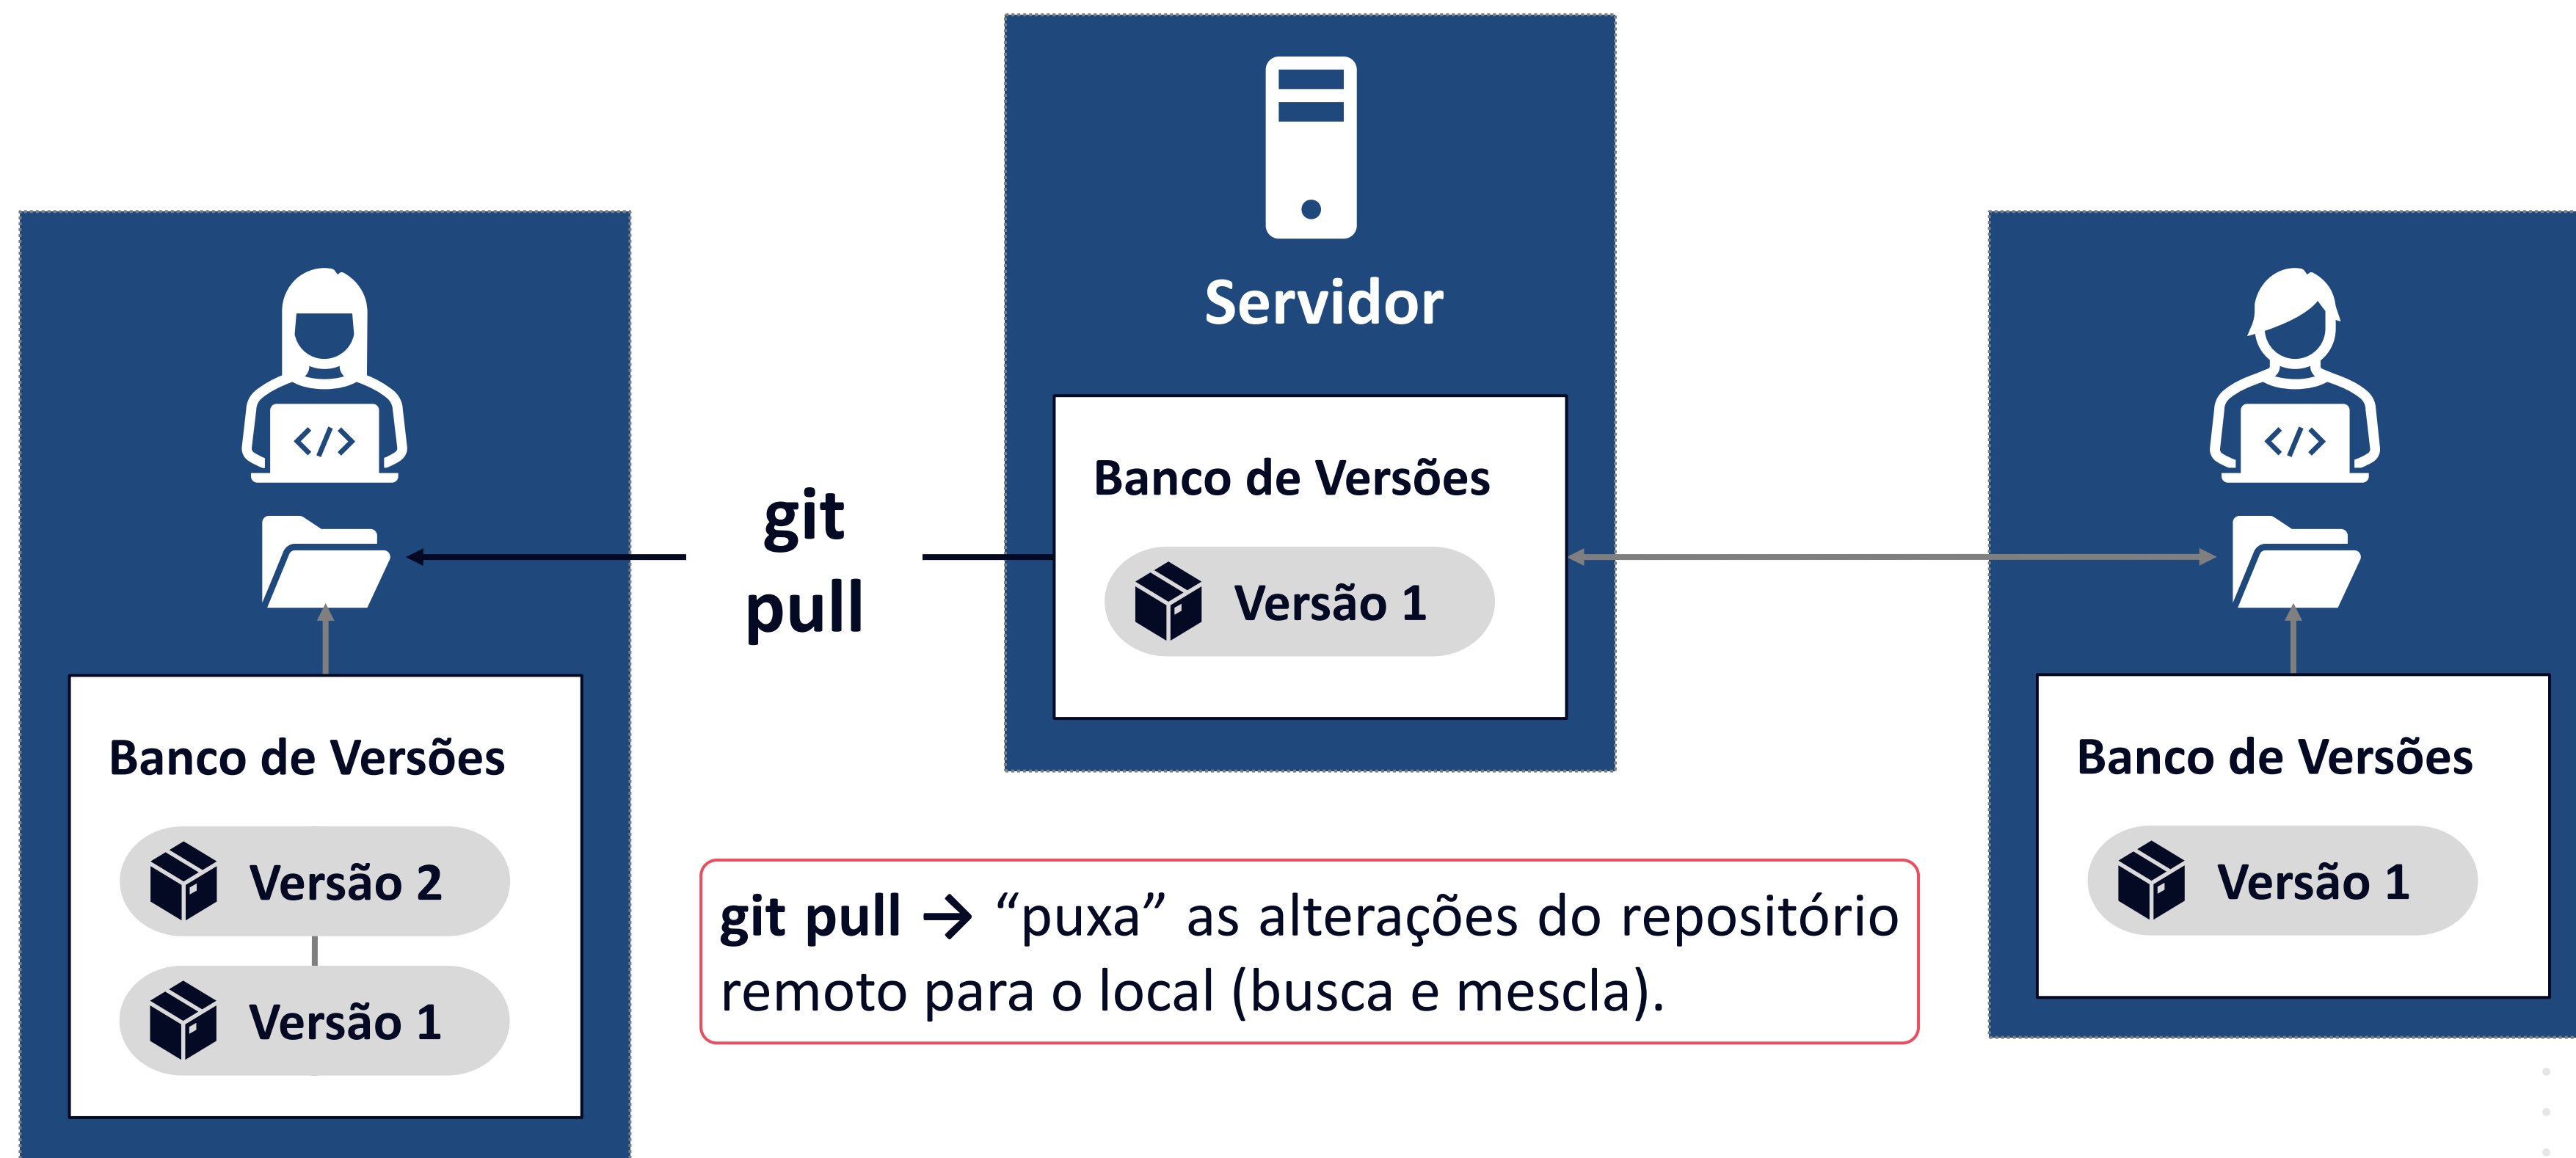 Servidor
Banco de Versões
Versão 1
git
pull
</>
Banco de Versões
Versão 2
Versão 1
</>
Banco de Versões
Versão 1
git pull → “puxa” as alterações do repositório
remoto para o local (busca e mescla).